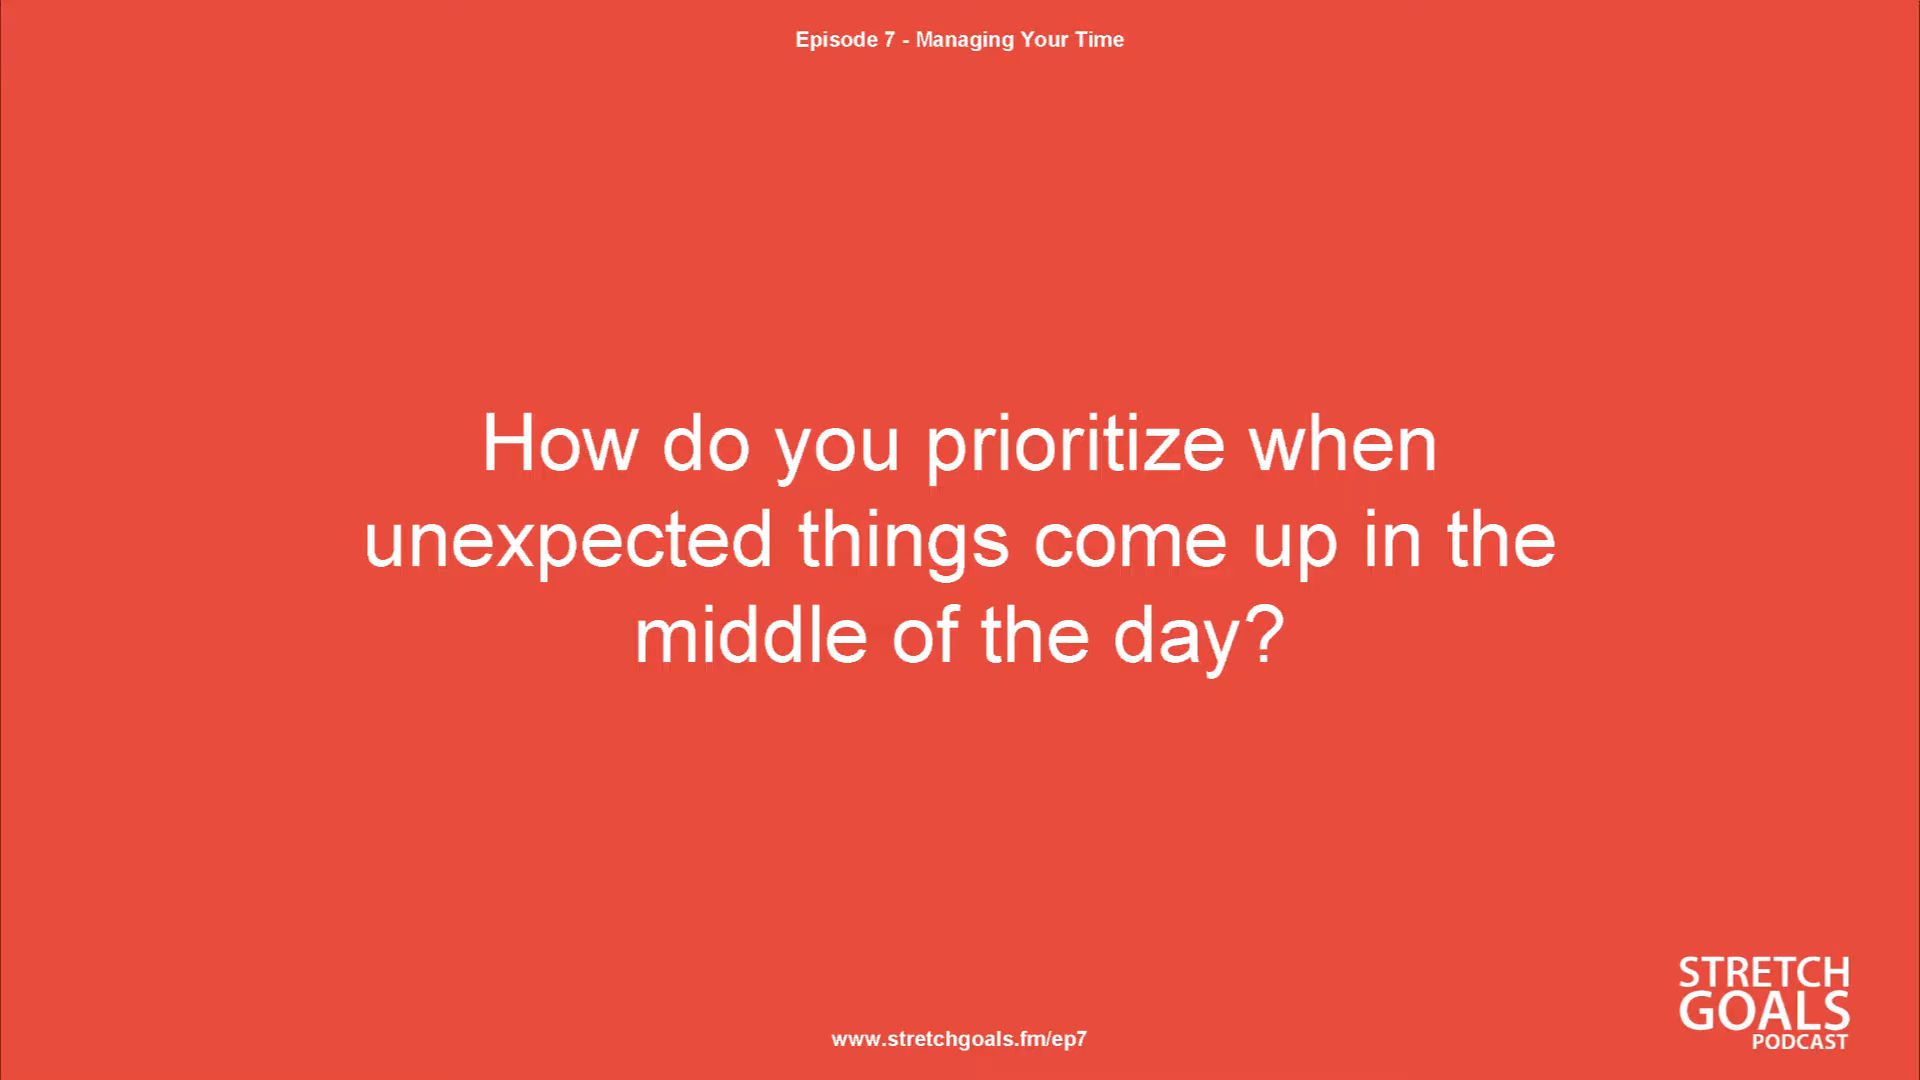 Episode 7 - Managing Your Time
How do you prioritize when
unexpected things come up in the
middle of the day?
STRETCH
GOALS
PODCAST
www.stretchgoals.fm/ep7